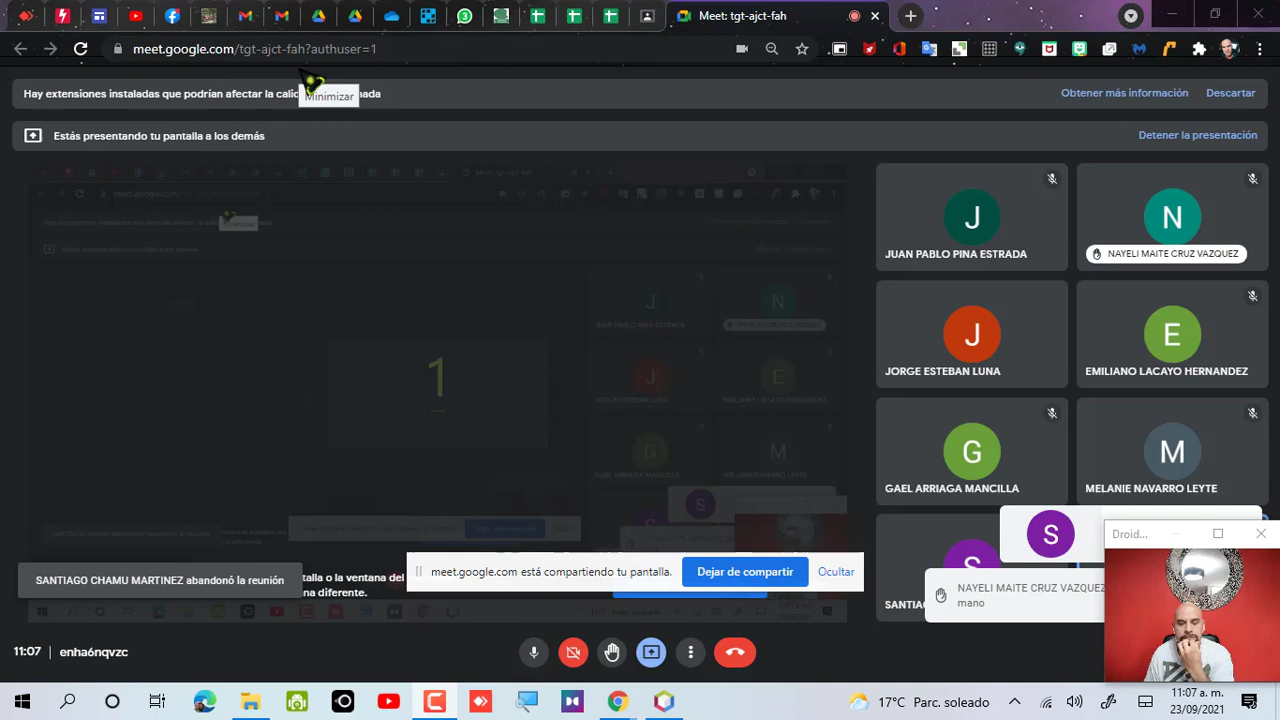 Meet: tgt-ajct-fah
meet.google.com/tgt-ajct-fah?authuser=1
Hay extensiones instaladas que podrían afectar la calid
mada
Minimizar
Obtener más información
Descartar
Estás presentando tu pantalla a los demás
Detener la presentación
J
JUAN PABLO PINA ESTRADA
N
NAYELI MAITE CRUZ VAZQUEZ
J
JORGE ESTEBAN LUNA
E
EMILIANO LACAYO HERNANDEZ
G
GAEL ARRIAGA MANCILLA
M
MELANIE NAVARRO LEYTE
1
S
Droid...
SANTIAGO CHAMU MARTINEZ abandonó la reunión
talla o la ventana del
na diferente.
meet.google.com está compartiendo tu pantalla.
Dejar de compartir
Ocultar
SANTIA
NAYELI MAITE CRUZ VAZQUEZ
mano
11:07
enha6nqvzc
17°C Parc. soleado
11:07 a. m.
23/09/2021